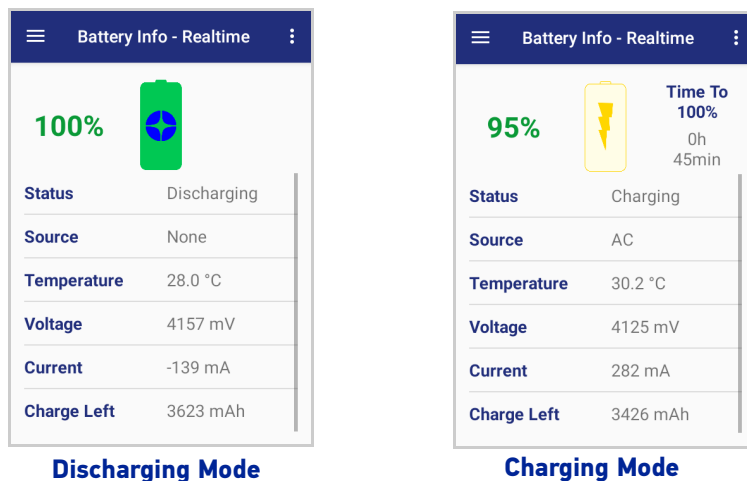 Battery Info - Realtime
100%
Status Discharging
Source None
Temperature 28.0 °C
Voltage 4157 mV
Current -139 mA
Charge Left 3623 mAh
Discharging Mode
Battery Info - Realtime
95%
Time To
100%
0h
45min
Status Charging
Source AC
Temperature 30.2 °C
Voltage 4125 mV
Current 282 mA
Charge Left 3426 mAh
Charging Mode